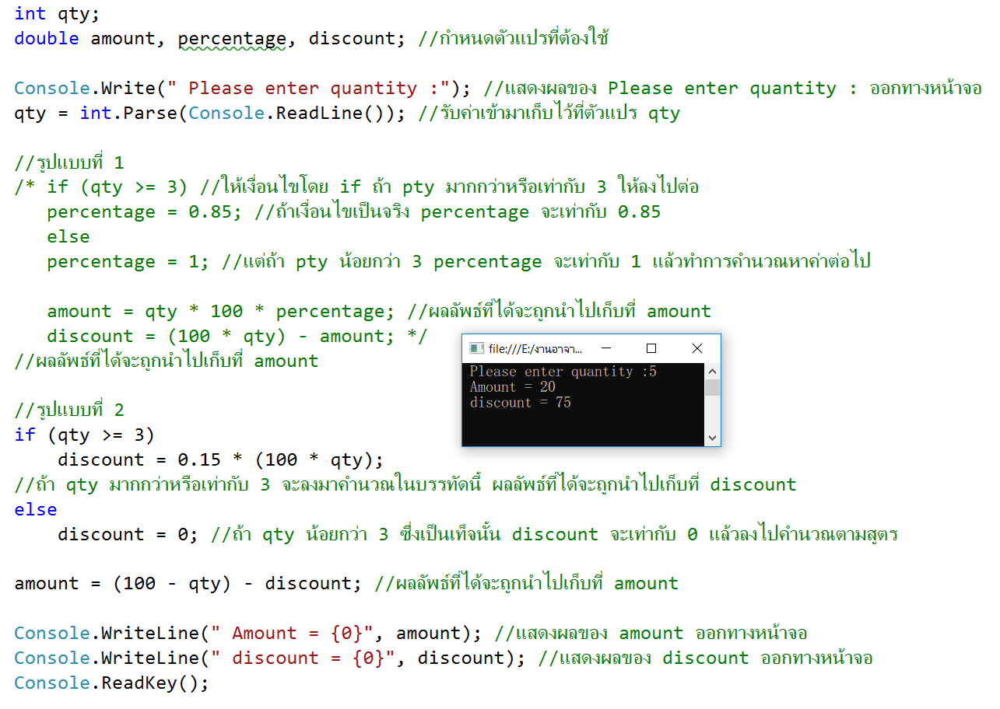 int qty;
double amount, percentage, discount; //กำหนดตัวแปรที่ต้องใช้
Console.Write(" Please enter quantity :"); //แสดงผลของ Please enter quantity : ออกทางหน้าจอ
qty = int.Parse(Console.ReadLine()); //รับค่าเข้ามาเก็บไว้ที่ตัวแปร qty
//รูปแบบที่ 1
/* if (qty >= 3) //ให้เงื่อนไขโดย if ถ้า pty มากกว่าหรือเท่ากับ 3 ให้ลงไปต่อ
percentage = 0.85; //ถ้าเงื่อนไขเป็นจริง percentage จะเท่ากับ 0.85
else
percentage = 1; //แต่ถ้า pty น้อยกว่า 3 percentage จะเท่ากับ 1 แล้วทำการคำนวณหาค่าต่อไป
amount = qty * 100 * percentage; //ผลลัพธ์ที่ได้จะถูกนำไปเก็บที่ amount
discount = (100 * qty) - amount; */
//ผลลัพธ์ที่ได้จะถูกนำไปเก็บที่ amount
file:///E:/งานอาจา...
Please enter quantity :5
Amount = 20
discount = 75
//รูปแบบที่ 2
if (qty >= 3)
discount = 0.15 * (100 * qty);
//ถ้า qty มากกว่าหรือเท่ากับ 3 จะลงมาคำนวณในบรรทัดนี้ ผลลัพธ์ที่ได้จะถูกนำไปเก็บที่ discount
else
discount = 0; //ถ้า qty น้อยกว่า 3 ซึ่งเป็นเท็จนั้น discount จะเท่ากับ 0 แล้วลงไปคำนวณตามสูตร
amount = (100 - qty) - discount; //ผลลัพธ์ที่ได้จะถูกนำไปเก็บที่ amount
Console.WriteLine(" Amount = {0}", amount); //แสดงผลของ amount ออกทางหน้าจอ
Console.WriteLine(" discount = {0}", discount); //แสดงผลของ discount ออกทางหน้าจอ
Console.ReadKey();